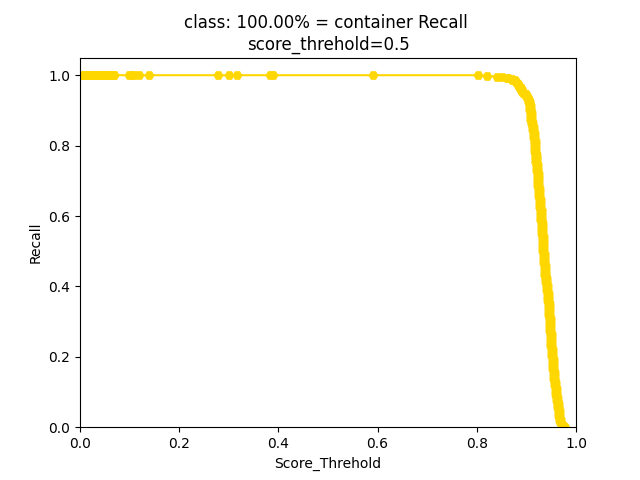 class: 100.00% = container Recall
score_threhold=0.5
Recall
1.0
0.8
0.6
0.4
0.2
0.0
0.0 0.2 0.4 0.6 0.8 1.0
Score_Threhold